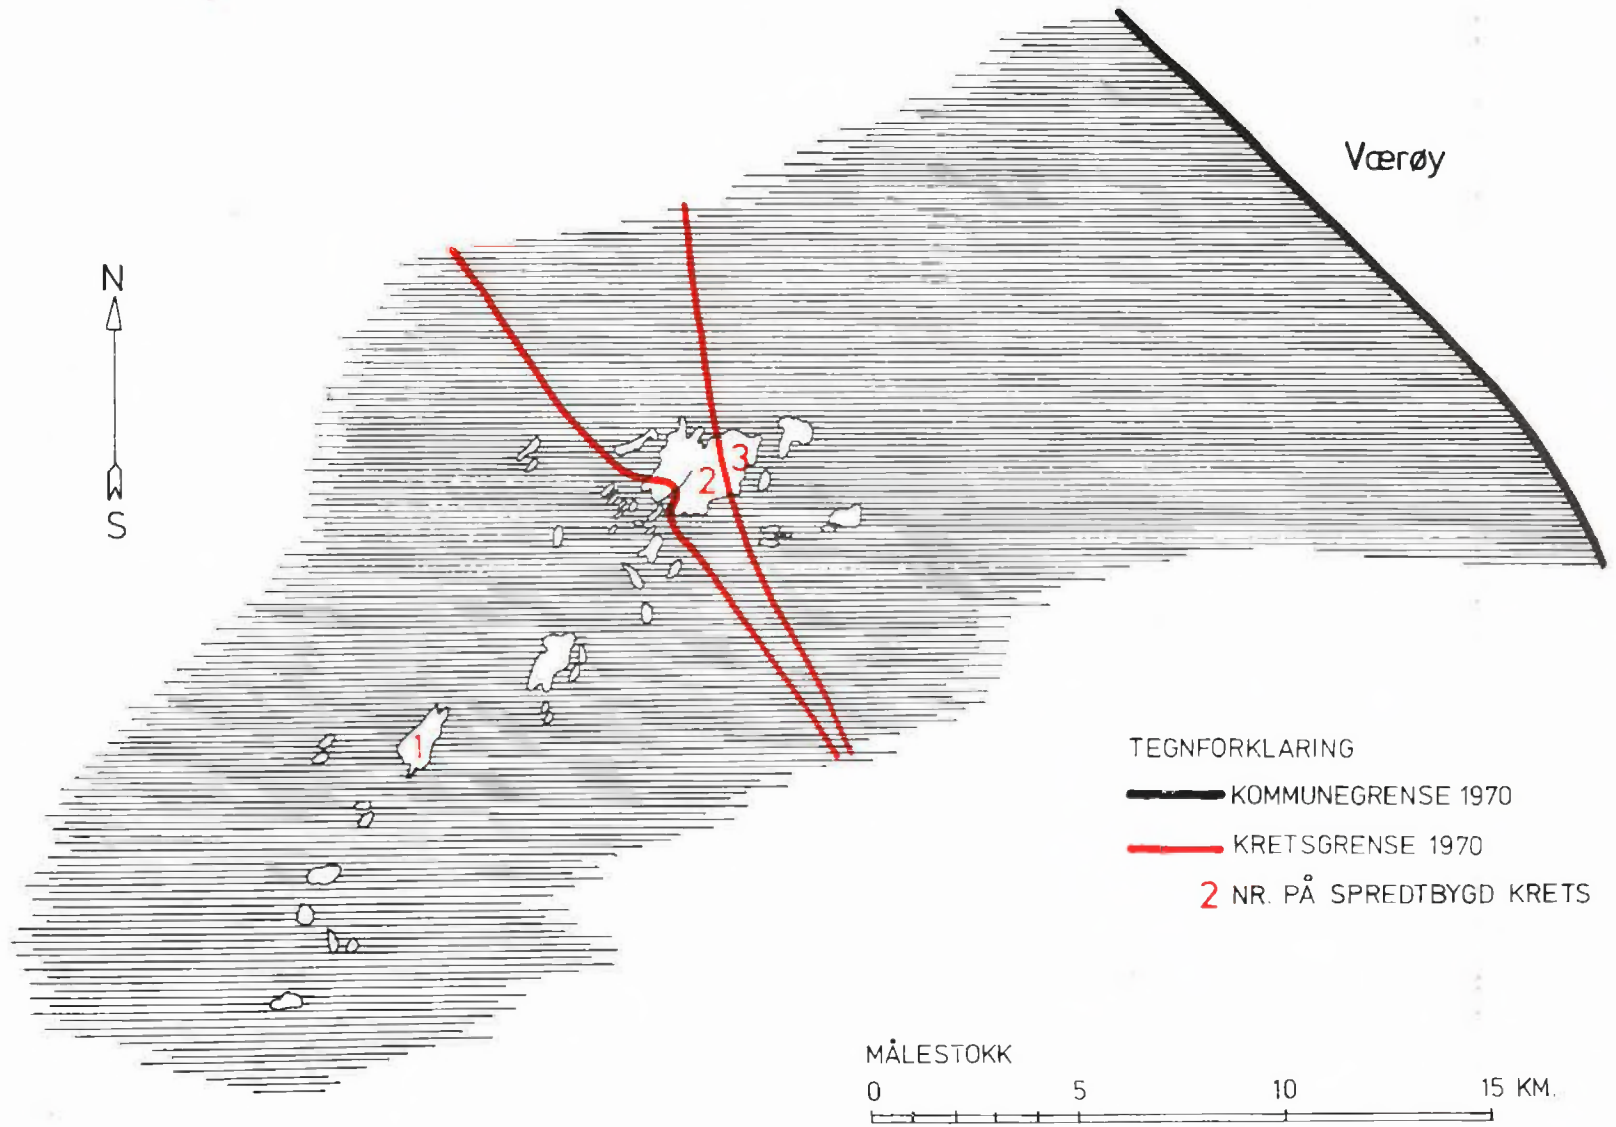 Værøy
N
S
3
2
1
TEGNFORKLARING
KOMMUNEGRENSE 1970
KRETSGRENSE 1970
2 NR. PÅ SPREDTBYGD KRETS
MÅLESTOKK
0 5 10 15 KM.